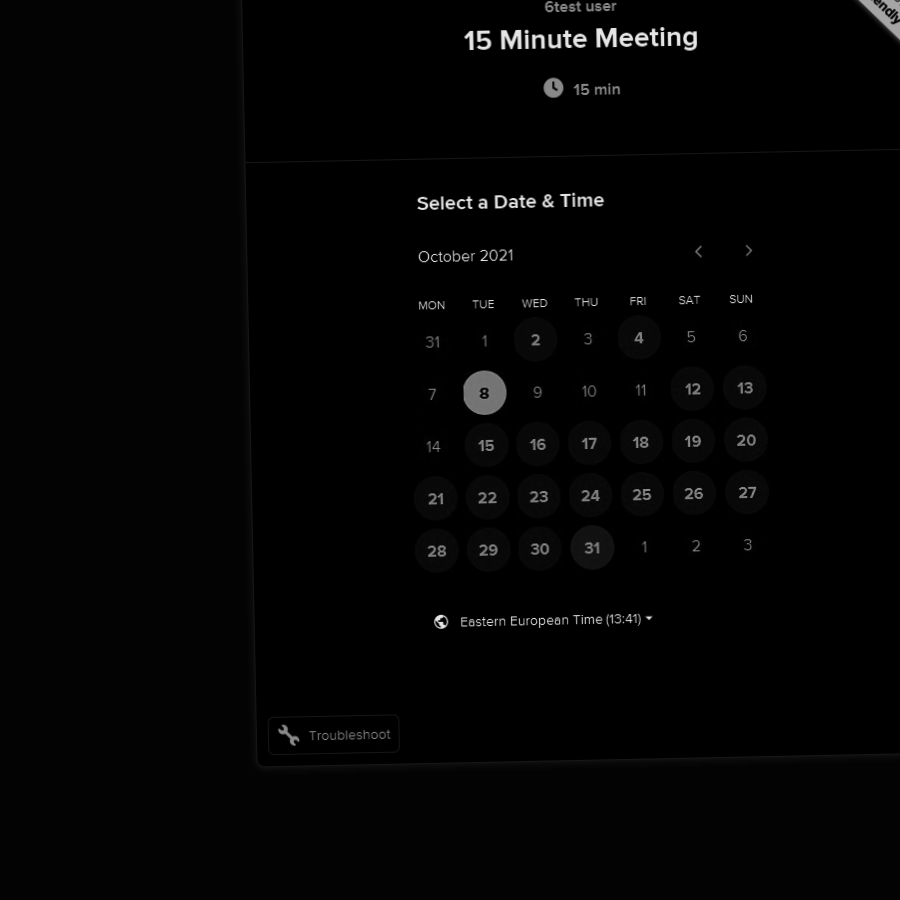 6test user
15 Minute Meeting
15 min
Select a Date & Time
October 2021
MON TUE WED THU FRI SAT SUN
31 1 2 3 4 5 6
7 8 9 10 11 12 13
14 15 16 17 18 19 20
21 22 23 24 25 26 27
28 29 30 31 1 2 3
Eastern European Time (13:41)
Troubleshoot